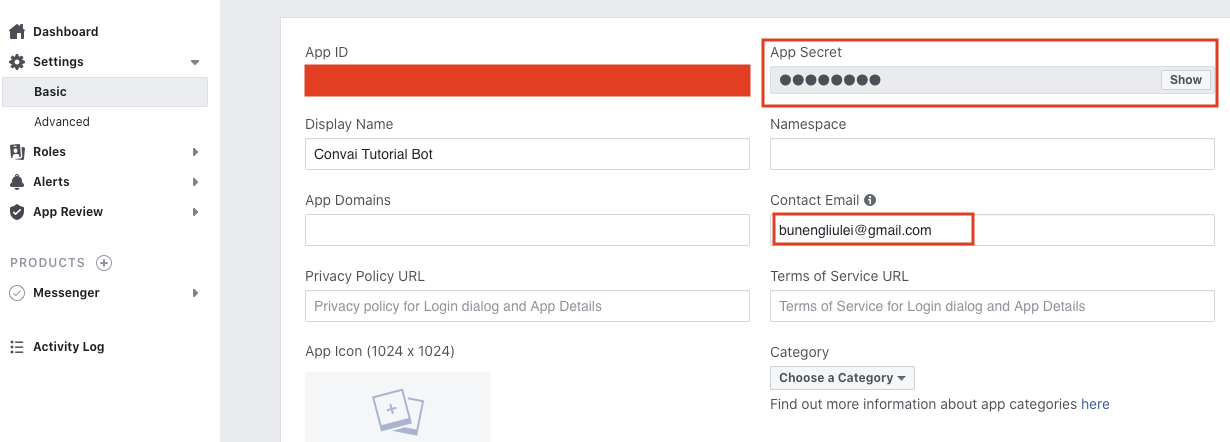 Dashboard
Settings
Basic
Advanced
Roles
Alerts
App Review
PRODUCTS
Messenger
Activity Log
App ID
App Secret
●●●●●●●●
Show
Display Name
Convai Tutorial Bot
Namespace
App Domains
Contact Email
bunengliulei@gmail.com
Privacy Policy URL
Privacy policy for Login dialog and App Details
Terms of Service URL
Terms of Service for Login dialog and App Details
App Icon (1024 x 1024)
Category
Choose a Category
Find out more information about app categories here